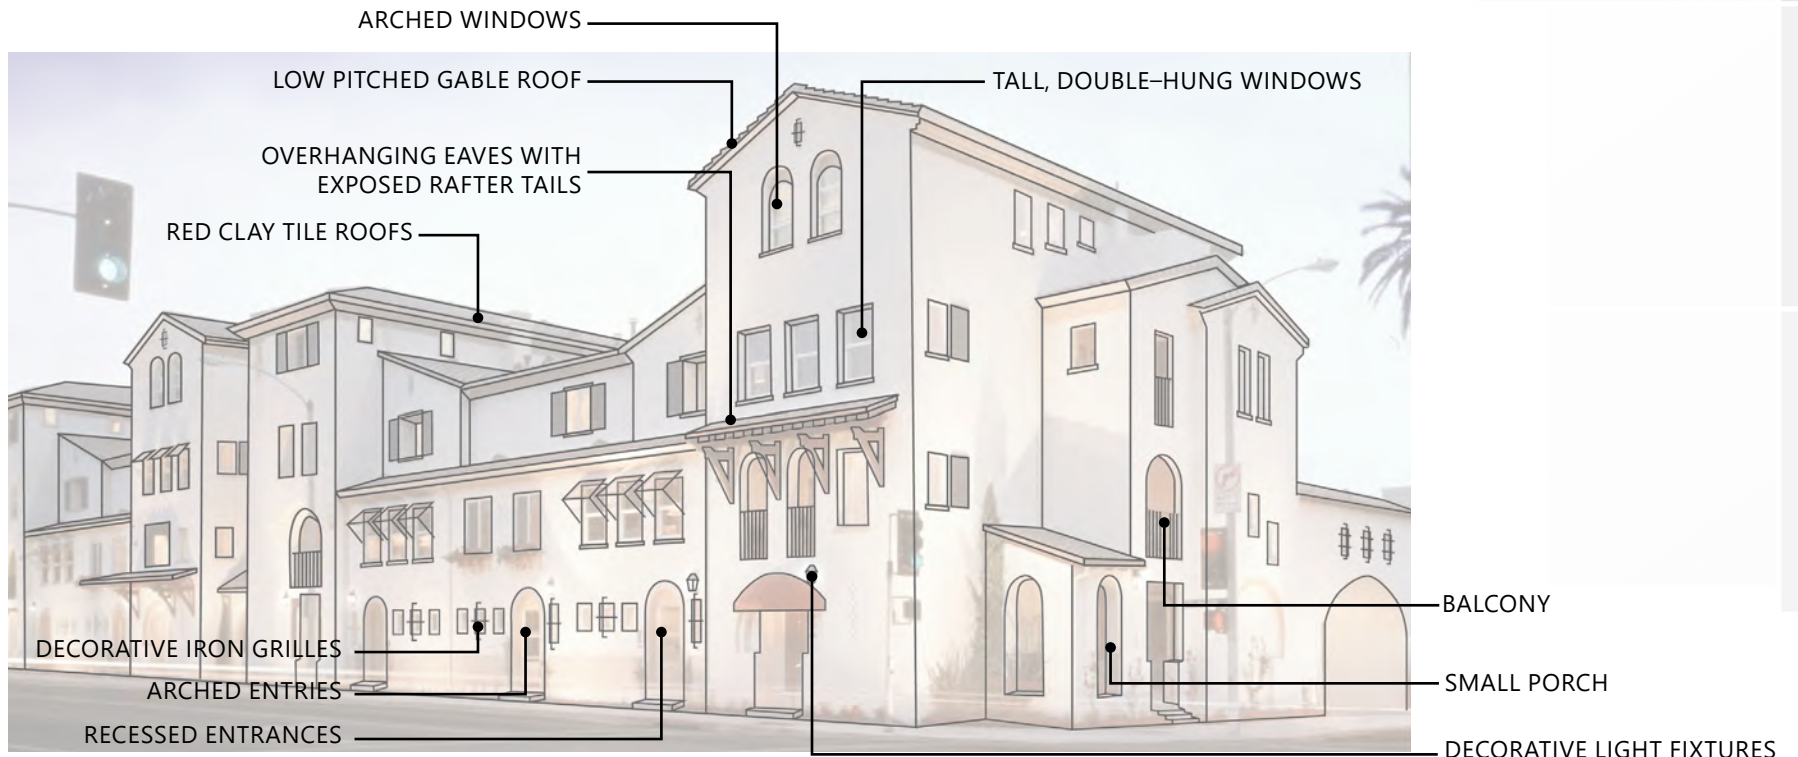 ARCHED WINDOWS
LOW PITCHED GABLE ROOF
TALL, DOUBLE–HUNG WINDOWS
OVERHANGING EAVES WITH
EXPOSED RAFTER TAILS
RED CLAY TILE ROOFS
BALCONY
DECORATIVE IRON GRILLES
SMALL PORCH
ARCHED ENTRIES
RECESSED ENTRANCES
DECORATIVE LIGHT FIXTURES